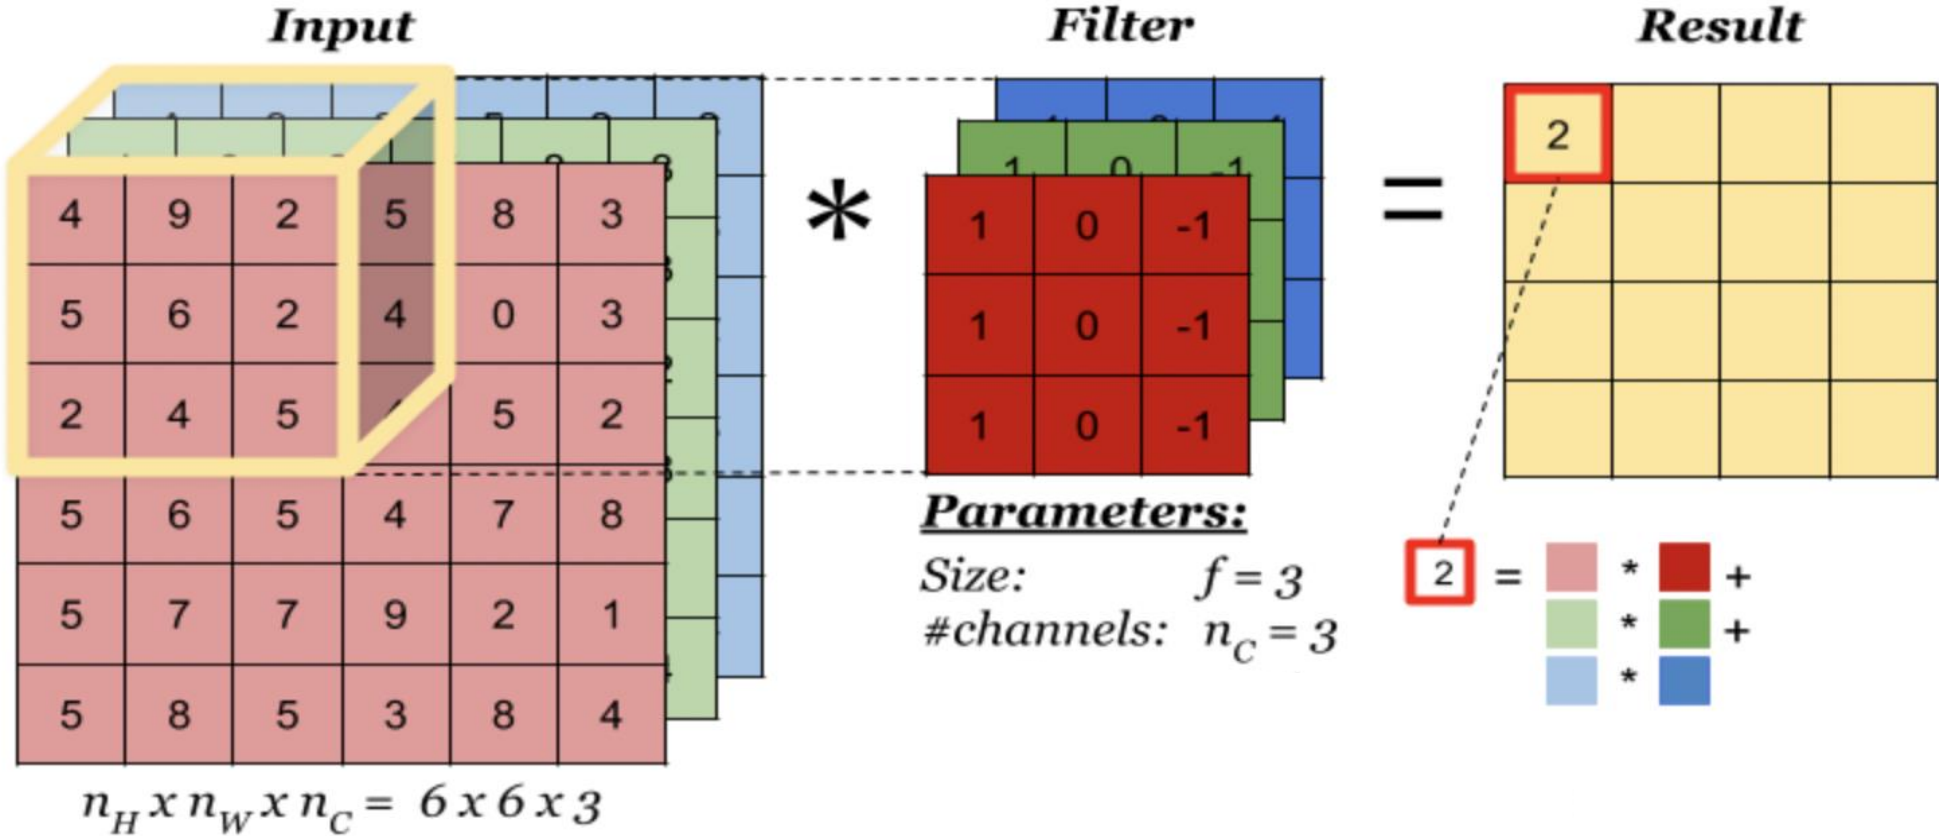 Input Filter Result
4 9 2 5 8 3
5 6 2 4 0 3
2 4 5 5 2
5 6 5 4 7 8
5 7 7 9 2 1
5 8 5 3 8 4
n_H x n_W x n_C = 6 x 6 x 3
*
1 0 -1
1 0 -1
1 0 -1
1 0 -1
Parameters:
Size: f = 3
#channels: n_C = 3
=
2
2 = * +
* +
*